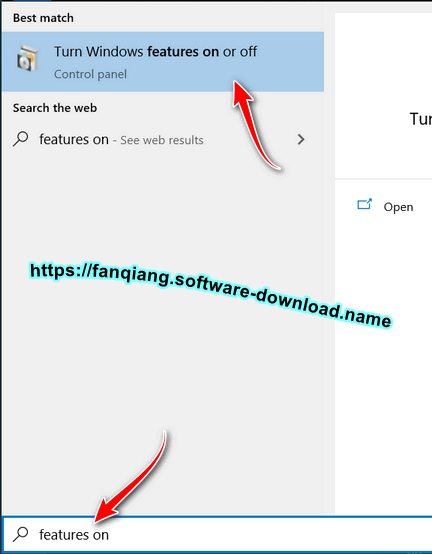 Best match
Turn Windows features on or off
Control panel
Search the web
features on - See web results
Tur
Open
https://fanqiang.software-download.name
features on